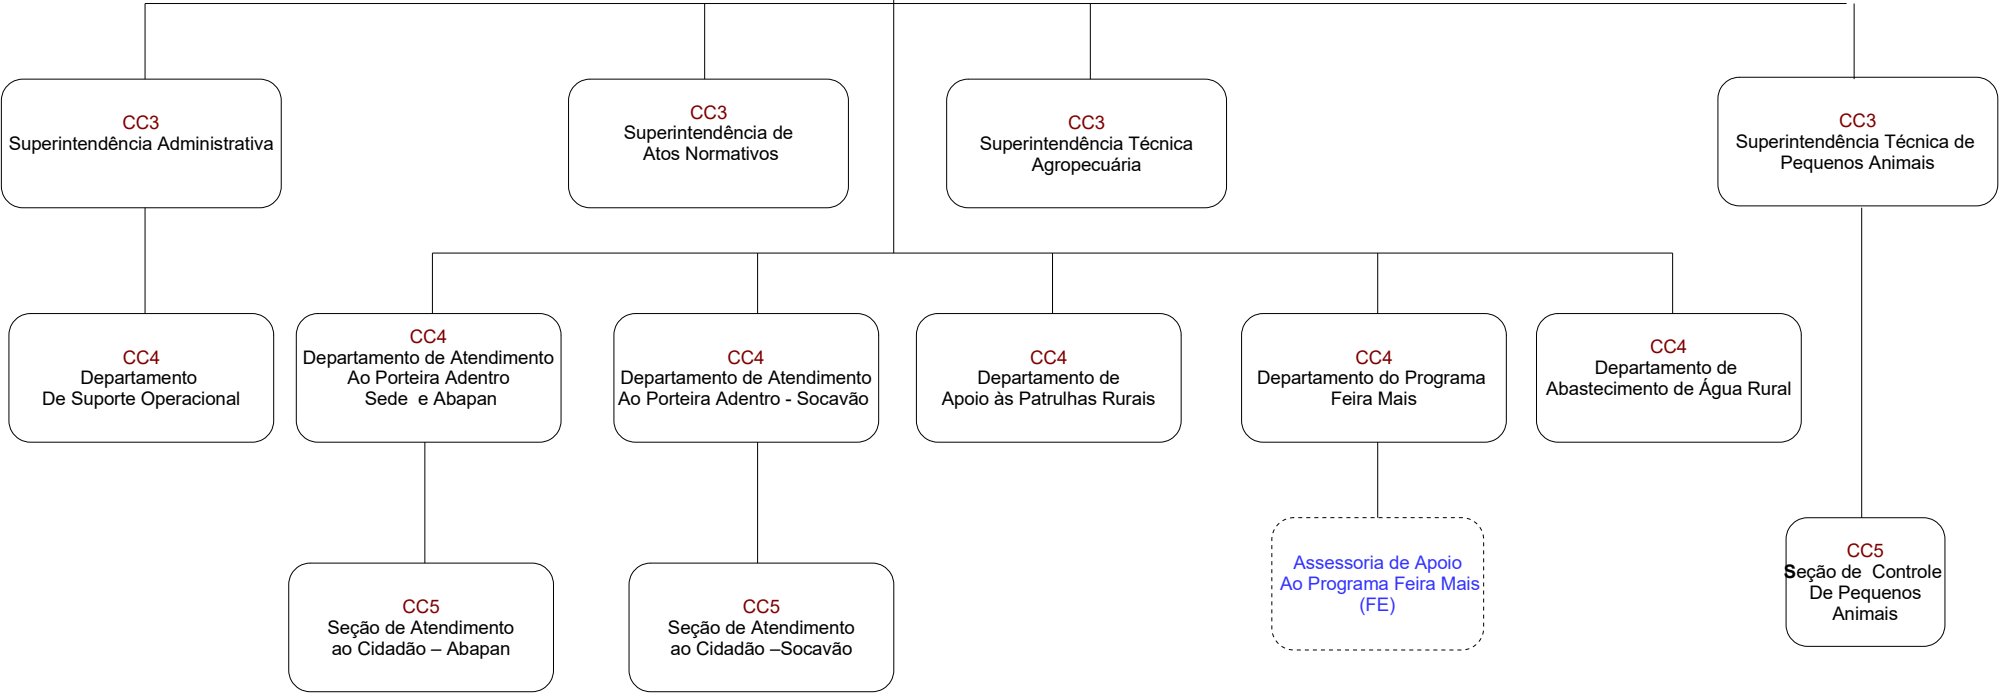 CC3
Superintendência Administrativa
CC3
Superintendência de
Atos Normativos
CC3
Superintendência Técnica
Agropecuária
CC3
Superintendência Técnica de
Pequenos Animais
CC4
Departamento
De Suporte Operacional
CC4
Departamento de Atendimento
Ao Porteira Adentro
Sede e Abapan
CC4
Departamento de Atendimento
Ao Porteira Adentro - Socavão
CC4
Departamento de
Apoio às Patrulhas Rurais
CC4
Departamento do Programa
Feira Mais
CC4
Departamento de
Abastecimento de Água Rural
CC5
Seção de Atendimento
ao Cidadão – Abapan
CC5
Seção de Atendimento
ao Cidadão –Socavão
Assessoria de Apoio
Ao Programa Feira Mais
(FE)
CC5
Seção de Controle
De Pequenos
Animais